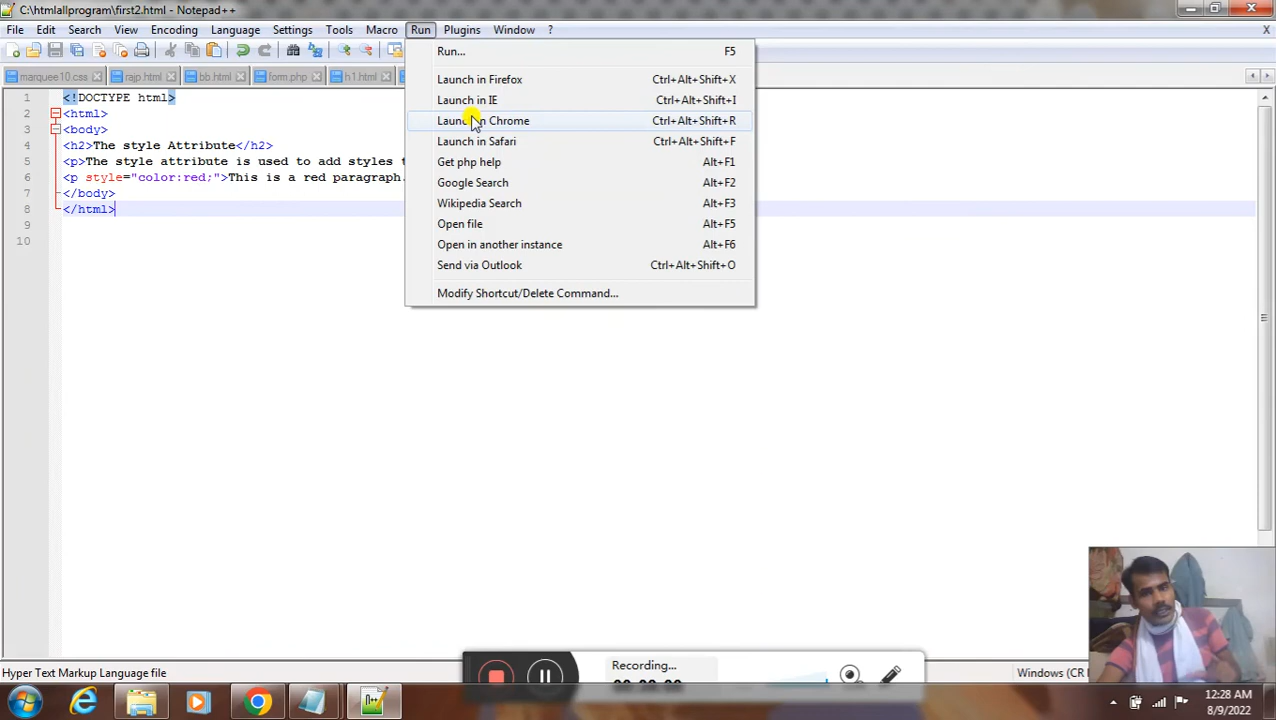 C:\htmlallprogram\first2.html - Notepad++
File Edit Search View Encoding Language Settings Tools Macro Run Plugins Window ? X
marquee10.css rajp.html bb.html form.php h1.html
Run... F5
Launch in Firefox Ctrl+Alt+Shift+X
Launch in IE Ctrl+Alt+Shift+I
Launch in Chrome Ctrl+Alt+Shift+R
Launch in Safari Ctrl+Alt+Shift+F
Get php help Alt+F1
Google Search Alt+F2
Wikipedia Search Alt+F3
Open file Alt+F5
Open in another instance Alt+F6
Send via Outlook Ctrl+Alt+Shift+O
Modify Shortcut/Delete Command...
1 <!DOCTYPE html>
2 <html>
3 <body>
4 <h2>The style Attribute</h2>
5 <p>The style attribute is used to add styles t
6 <p style="color:red;">This is a red paragraph.
7 </body>
8 </html>
9
10
Recording...
Hyper Text Markup Language file
Windows (CR
12:28 AM
8/9/2022